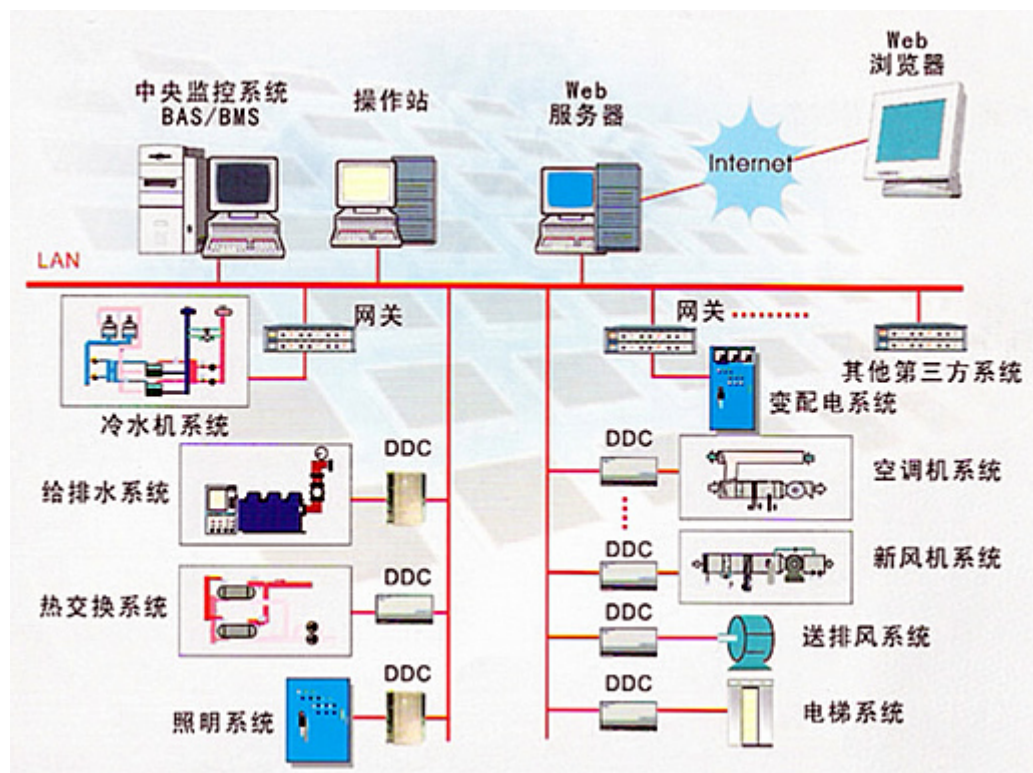 Web
浏览器
中央监控系统
BAS/BMS
操作站
Web
服务器
Internet
LAN
网关
网关
其他第三方系统
变配电系统
冷水机系统
DDC
给排水系统
DDC
热交换系统
DDC
照明系统
DDC
空调机系统
DDC
新风机系统
DDC
送排风系统
DDC
电梯系统